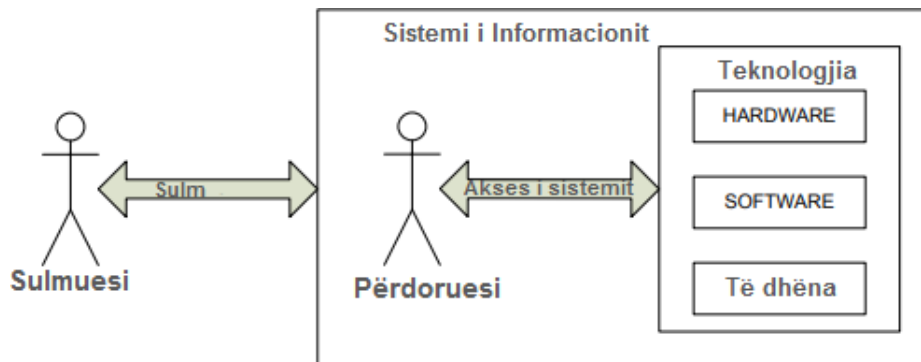 Sistemi i Informacionit
Teknologjia
HARDWARE
Sulm
Akses i sistemit
SOFTWARE
Sulmuesi
Përdoruesi
Të dhëna